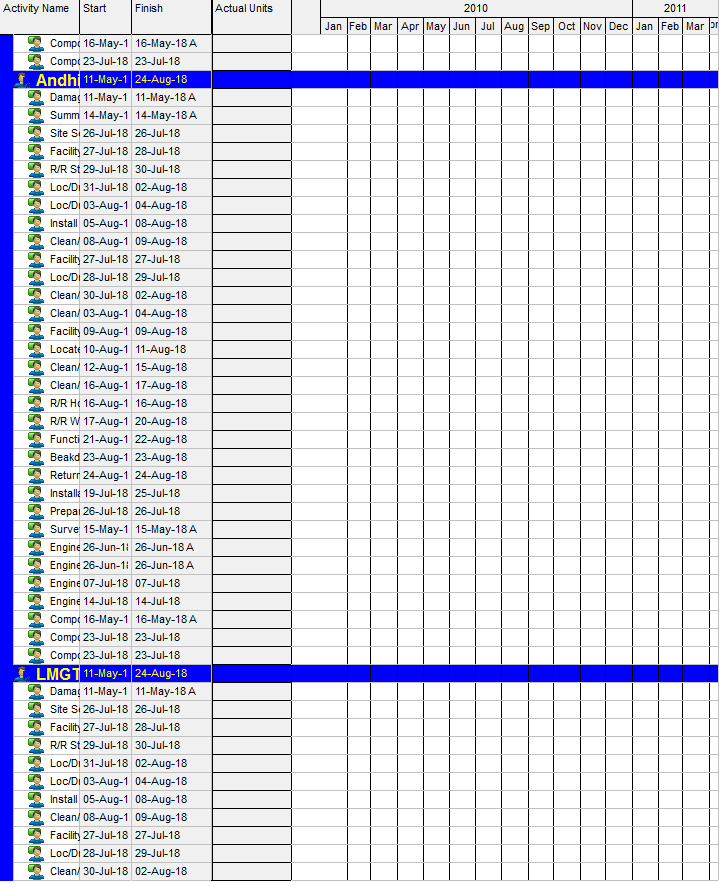 Activity Name Start Finish Actual Units 2010 2011
Jan Feb Mar Apr May Jun Jul Aug Sep Oct Nov Dec Jan Feb Mar
Compo 16-May-1 16-May-18 A
Compo 23-Jul-18 23-Jul-18
Andhi 11-May-1 24-Aug-18
Damag 11-May-1 11-May-18 A
Summ 14-May-1 14-May-18 A
Site Se 26-Jul-18 26-Jul-18
Facility 27-Jul-18 28-Jul-18
R/R St 29-Jul-18 30-Jul-18
Loc/Dr 31-Jul-18 02-Aug-18
Loc/Dr 03-Aug-1 04-Aug-18
Install 05-Aug-1 08-Aug-18
Clean/ 08-Aug-1 09-Aug-18
Facility 27-Jul-18 27-Jul-18
Loc/Dr 28-Jul-18 29-Jul-18
Clean/ 30-Jul-18 02-Aug-18
Clean/ 03-Aug-1 04-Aug-18
Facility 09-Aug-1 09-Aug-18
Locate 10-Aug-1 11-Aug-18
Clean/ 12-Aug-1 15-Aug-18
Clean/ 16-Aug-1 17-Aug-18
R/R Ho 16-Aug-1 16-Aug-18
R/R W 17-Aug-1 20-Aug-18
Functi 21-Aug-1 22-Aug-18
Beakd 23-Aug-1 23-Aug-18
Return 24-Aug-1 24-Aug-18
Installa 19-Jul-18 25-Jul-18
Prepar 26-Jul-18 26-Jul-18
Surve 15-May-1 15-May-18 A
Engine 26-Jun-18 26-Jun-18 A
Engine 26-Jun-18 26-Jun-18 A
Engine 07-Jul-18 07-Jul-18
Engine 14-Jul-18 14-Jul-18
Compo 16-May-1 16-May-18 A
Compo 23-Jul-18 23-Jul-18
Compo 23-Jul-18 23-Jul-18
LMGT 11-May-1 24-Aug-18
Damag 11-May-1 11-May-18 A
Site Se 26-Jul-18 26-Jul-18
Facility 27-Jul-18 28-Jul-18
R/R St 29-Jul-18 30-Jul-18
Loc/Dr 31-Jul-18 02-Aug-18
Loc/Dr 03-Aug-1 04-Aug-18
Install 05-Aug-1 08-Aug-18
Clean/ 08-Aug-1 09-Aug-18
Facility 27-Jul-18 27-Jul-18
Loc/Dr 28-Jul-18 29-Jul-18
Clean/ 30-Jul-18 02-Aug-18